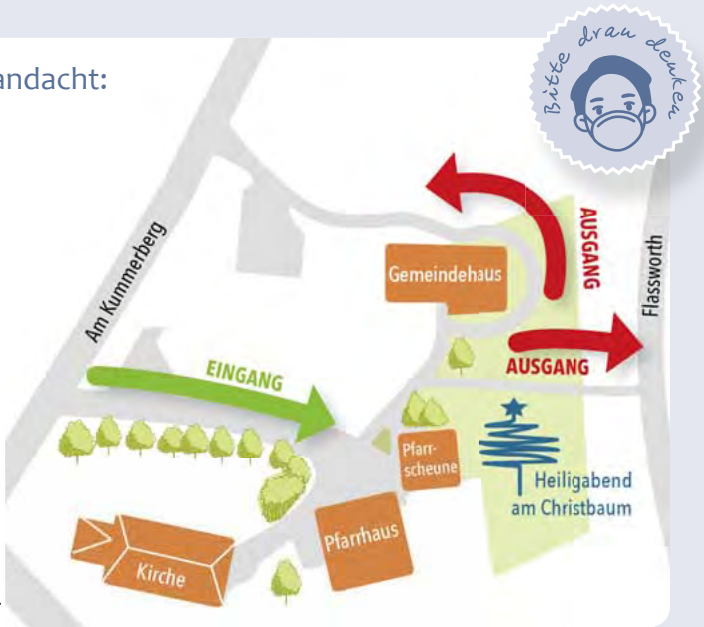 andacht:
Bitte dran denken
Am Kummerberg
EINGANG
Gemeindehaus
AUSGANG
AUSGANG
Flassworth
Pfarr-
scheune
Heiligabend
am Christbaum
Pfarrhaus
Kirche